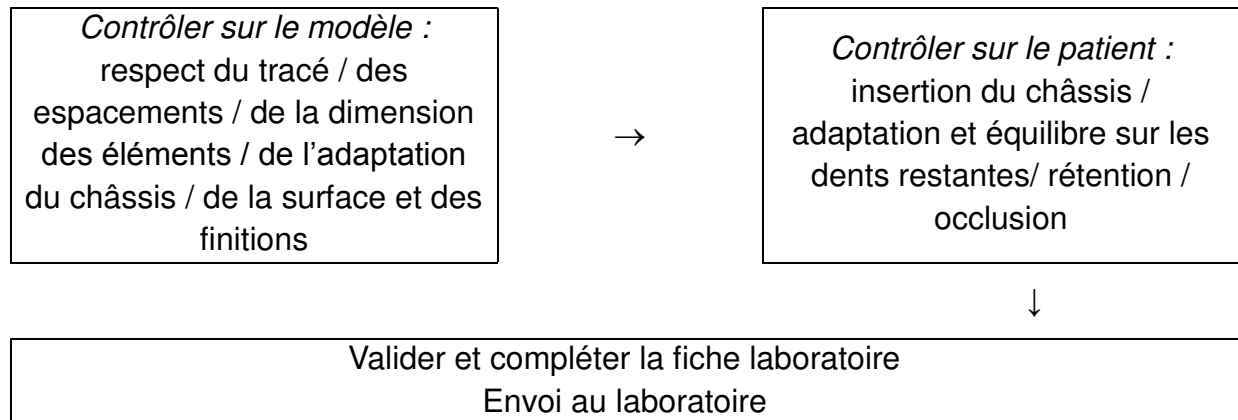 Contrôler sur le modèle :
respect du tracé / des
espacements / de la dimension
des éléments / de l'adaptation
du châssis / de la surface et des
finitions
→
Contrôler sur le patient :
insertion du châssis /
adaptation et équilibre sur les
dents restantes/ rétention /
occlusion
↓
Valider et compléter la fiche laboratoire
Envoi au laboratoire